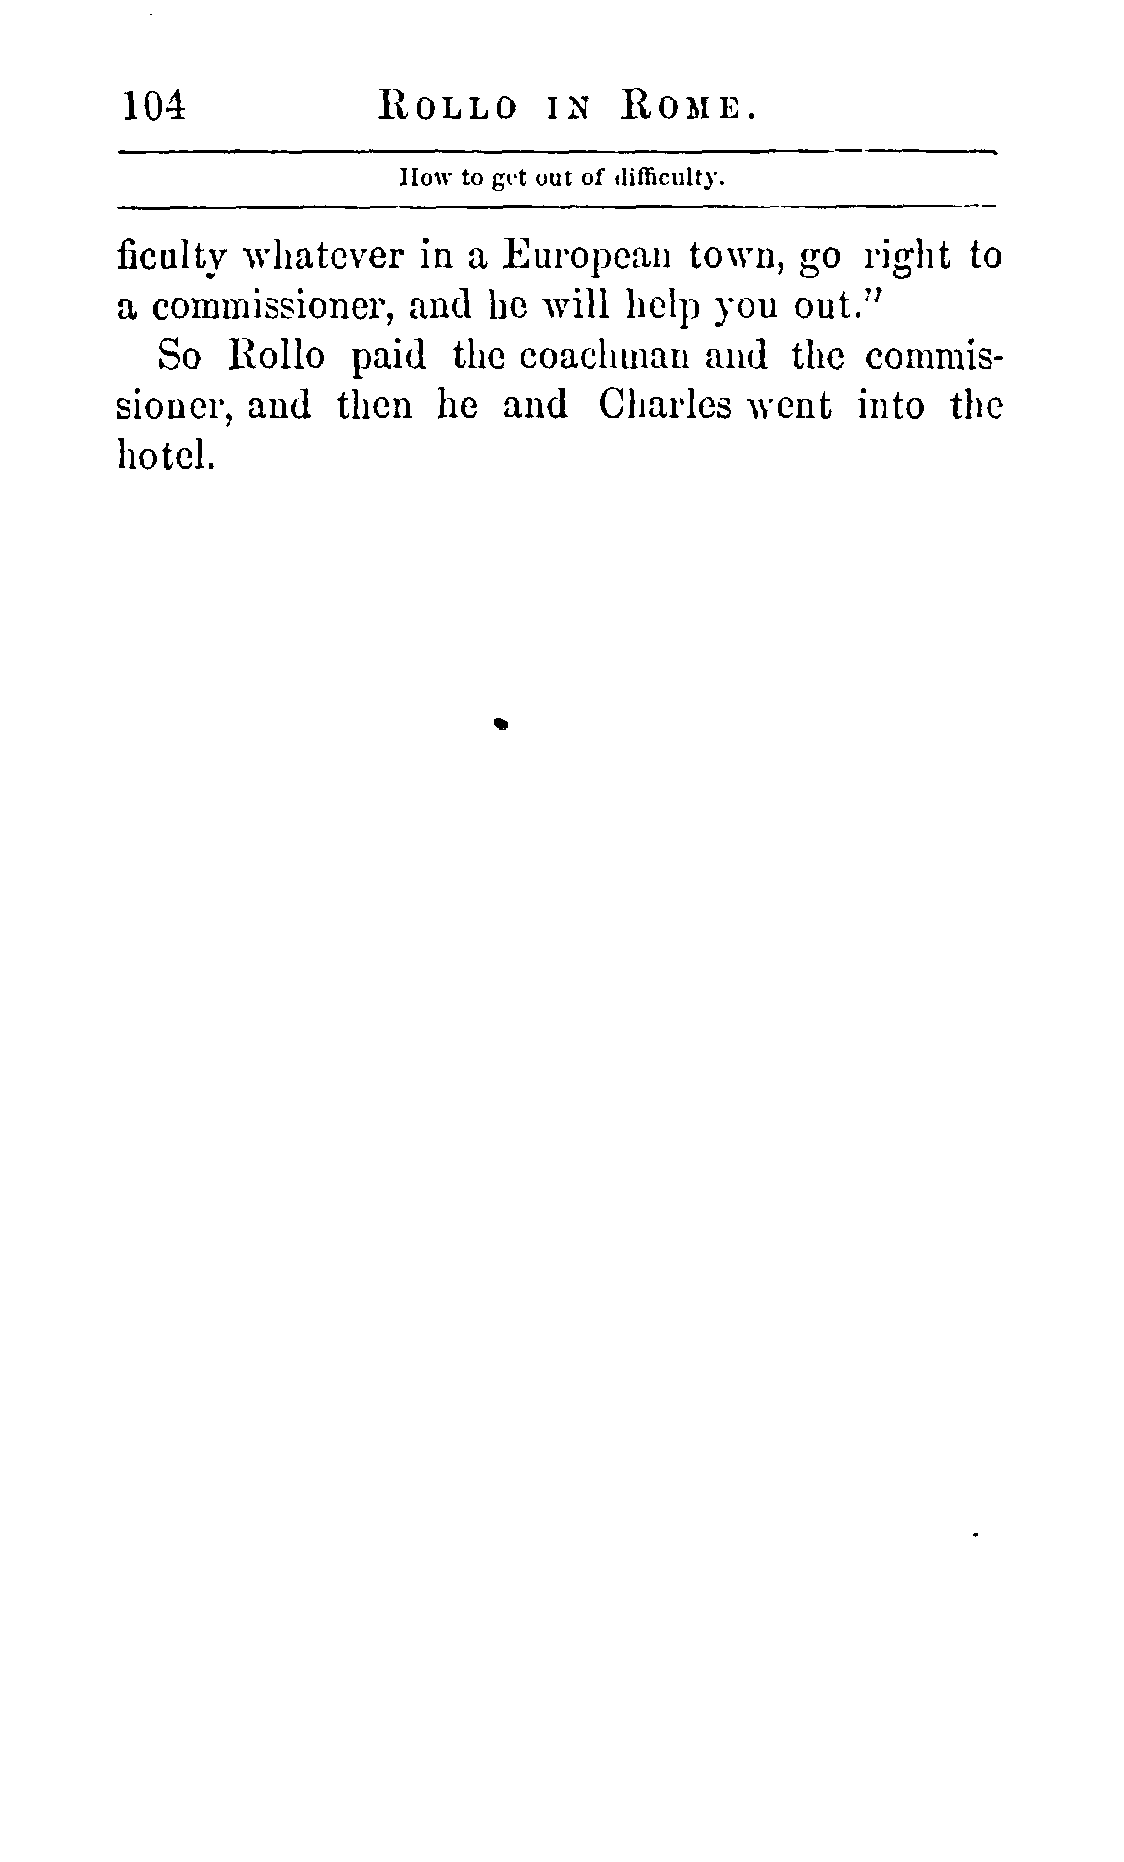 104 ROLLO IN ROME.
How to get out of difficulty.
ficulty whatever in a European town, go right to
a commissioner, and he will help you out."
So Rollo paid the coachman and the commis-
sioner, and then he and Charles went into the
hotel.